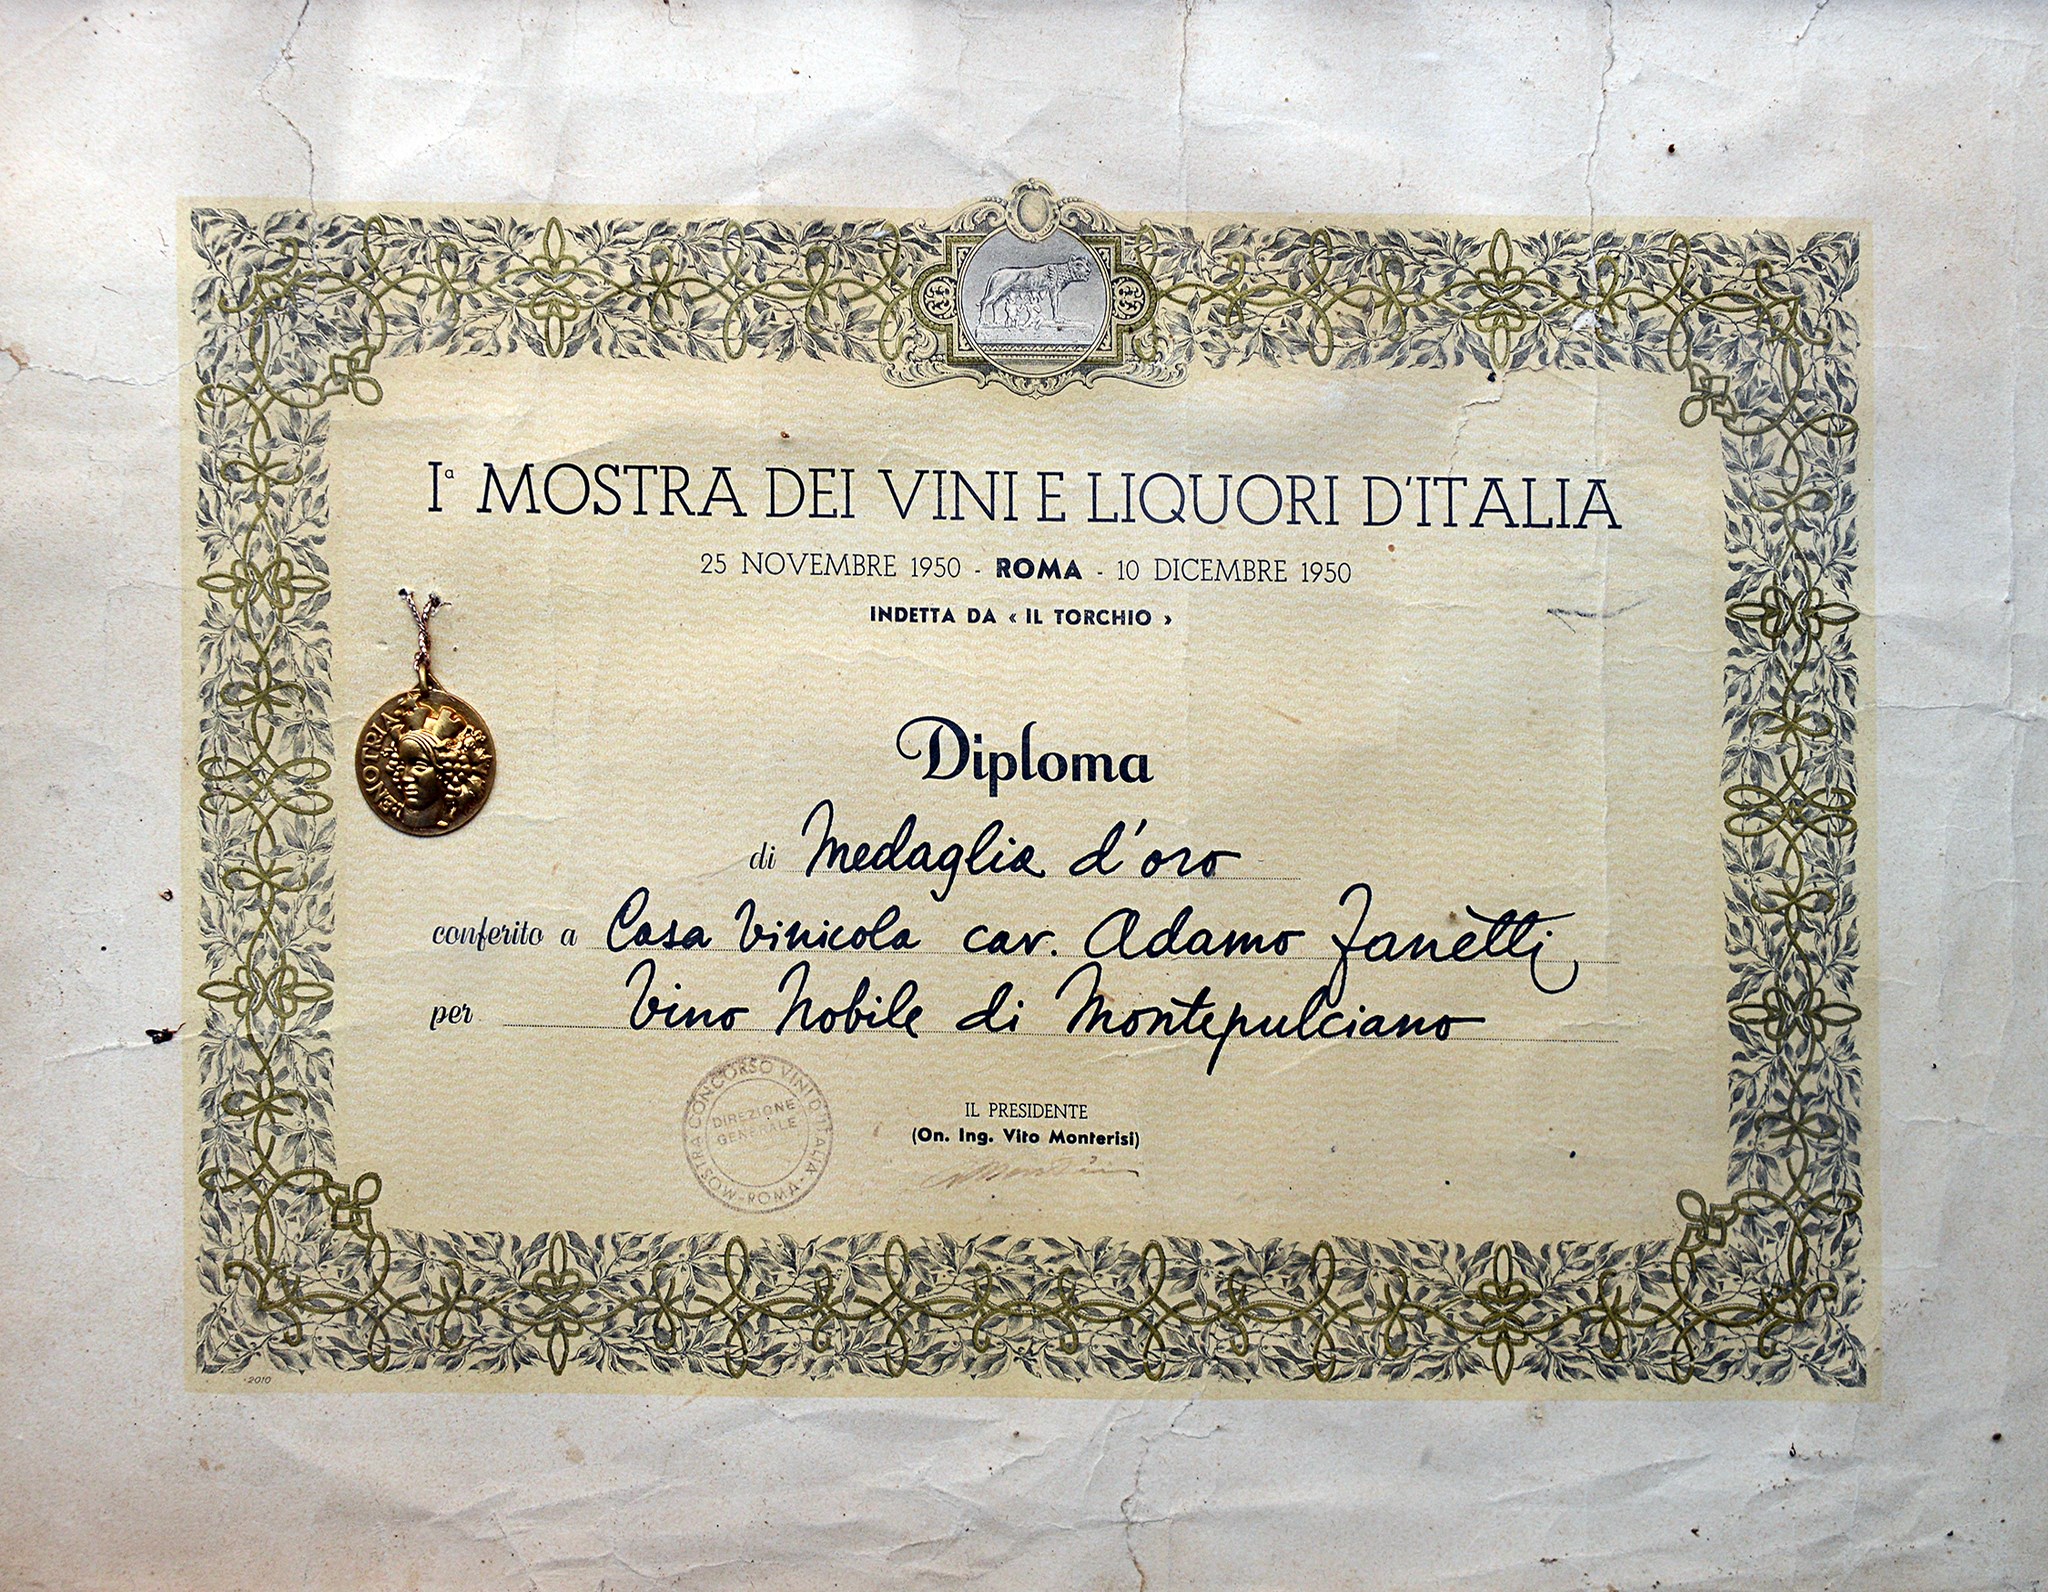 Iª MOSTRA DEI VINI E LIQUORI D'ITALIA
25 NOVEMBRE 1950 - ROMA - 10 DICEMBRE 1950
INDETTA DA « IL TORCHIO »
ENOTRIA
Diploma
di Medaglia d'oro
conferito a Casa Vinicola cav. Adamo Zanetti
per Vino Nobile di Montepulciano
MOSTRA CONCORSO VINI D'ITALIA - ROMA -
DIREZIONE
GENERALE
IL PRESIDENTE
(On. Ing. Vito Monterisi)
2010